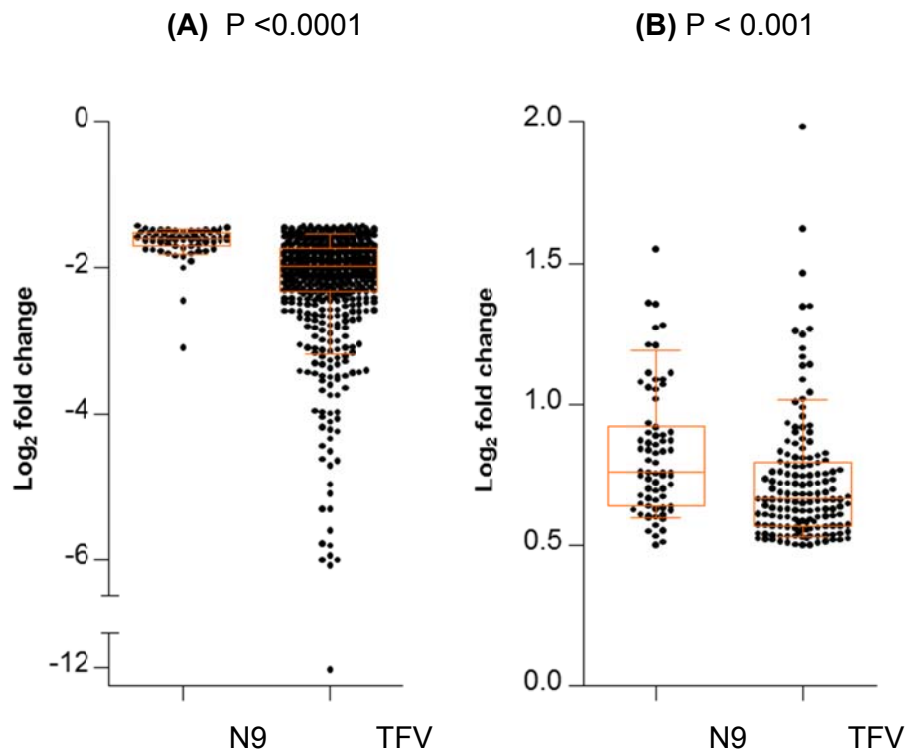 (A) P <0.0001
(B) P < 0.001
0
-2
-4
-6
-12
Log₂ fold change
N9 TFV
2.0
1.5
1.0
0.5
0.0
Log₂ fold change
N9 TFV